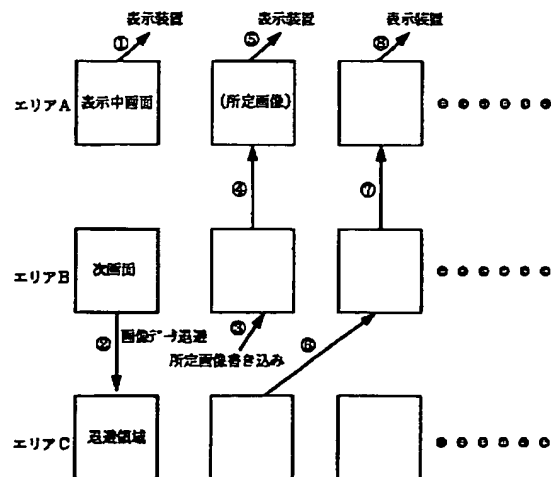 表示装置 表示装置 表示装置
① ⑤ ⑧
エリアA 表示中画面 (所定画像)
④ ⑦
エリアB 次画面
② 画像データ退避 ③ ⑥
所定画像書き込み
エリアC 退避領域